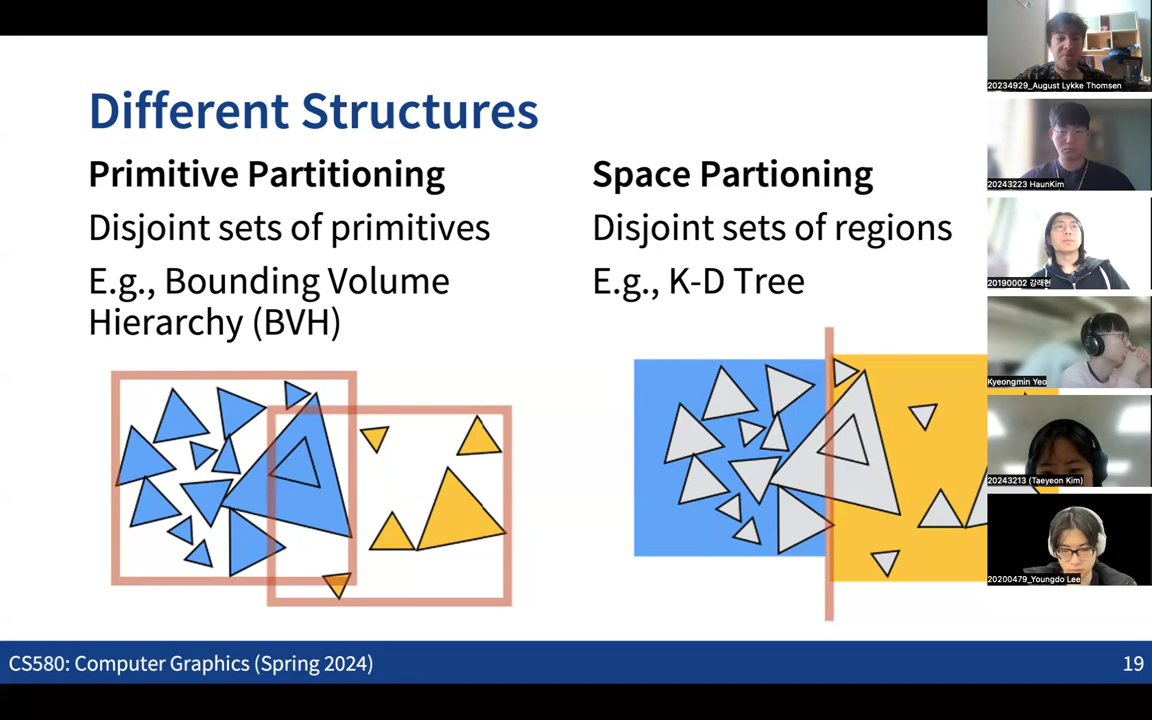 Different Structures
Primitive Partitioning
Disjoint sets of primitives
E.g., Bounding Volume
Hierarchy (BVH)
Space Partioning
Disjoint sets of regions
E.g., K-D Tree
CS580: Computer Graphics (Spring 2024)
19
20234929_August Lykke Thomsen
20243223 HaunKim
20190002 강래현
Kyeongmin Yeo
20243213 (Taeyeon Kim)
20200479_Youngdo Lee